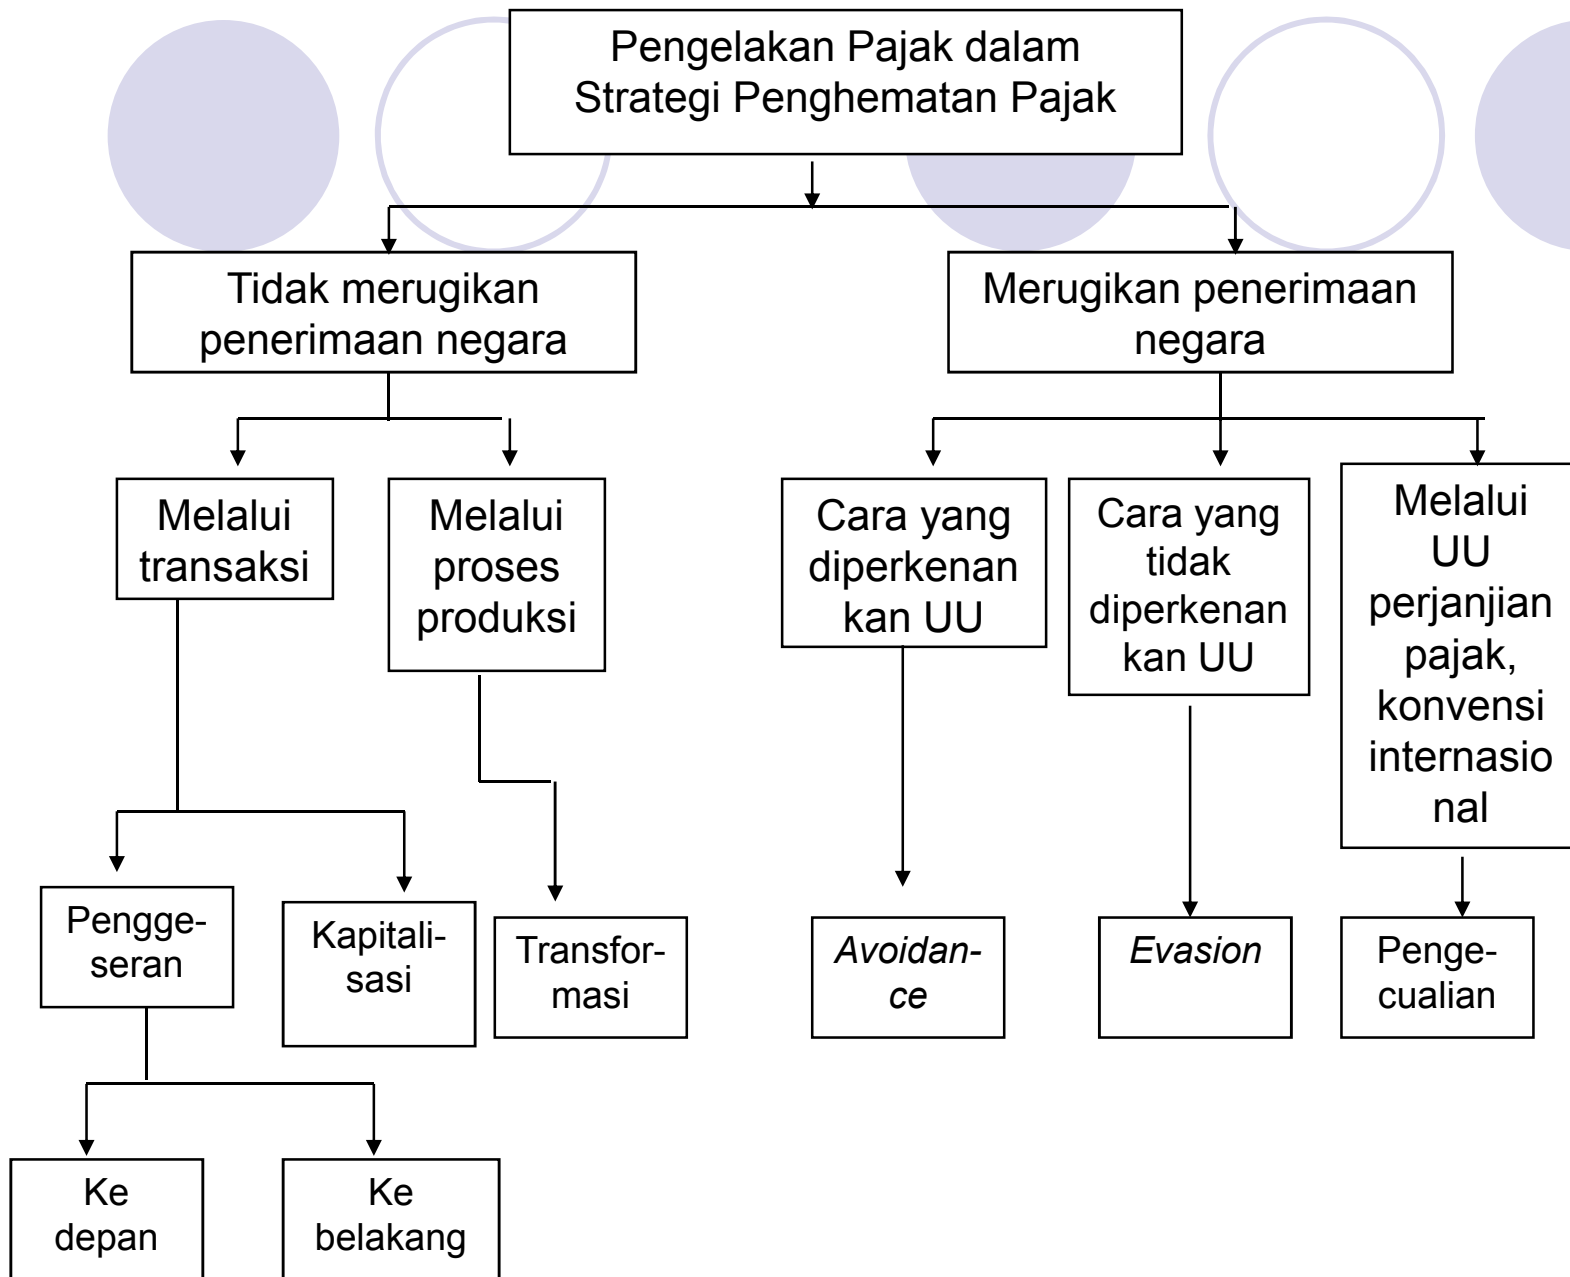 Pengelakan Pajak dalam
Strategi Penghematan Pajak
Tidak merugikan
penerimaan negara
Merugikan penerimaan
negara
Melalui
transaksi
Melalui
proses
produksi
Cara yang
diperkenan
kan UU
Cara yang
tidak
diperkenan
kan UU
Melalui
UU
perjanjian
pajak,
konvensi
internasio
nal
Pengge-
seran
Kapitali-
sasi
Transfor-
masi
Avoidan-
ce
Evasion
Penge-
cualian
Ke
depan
Ke
belakang